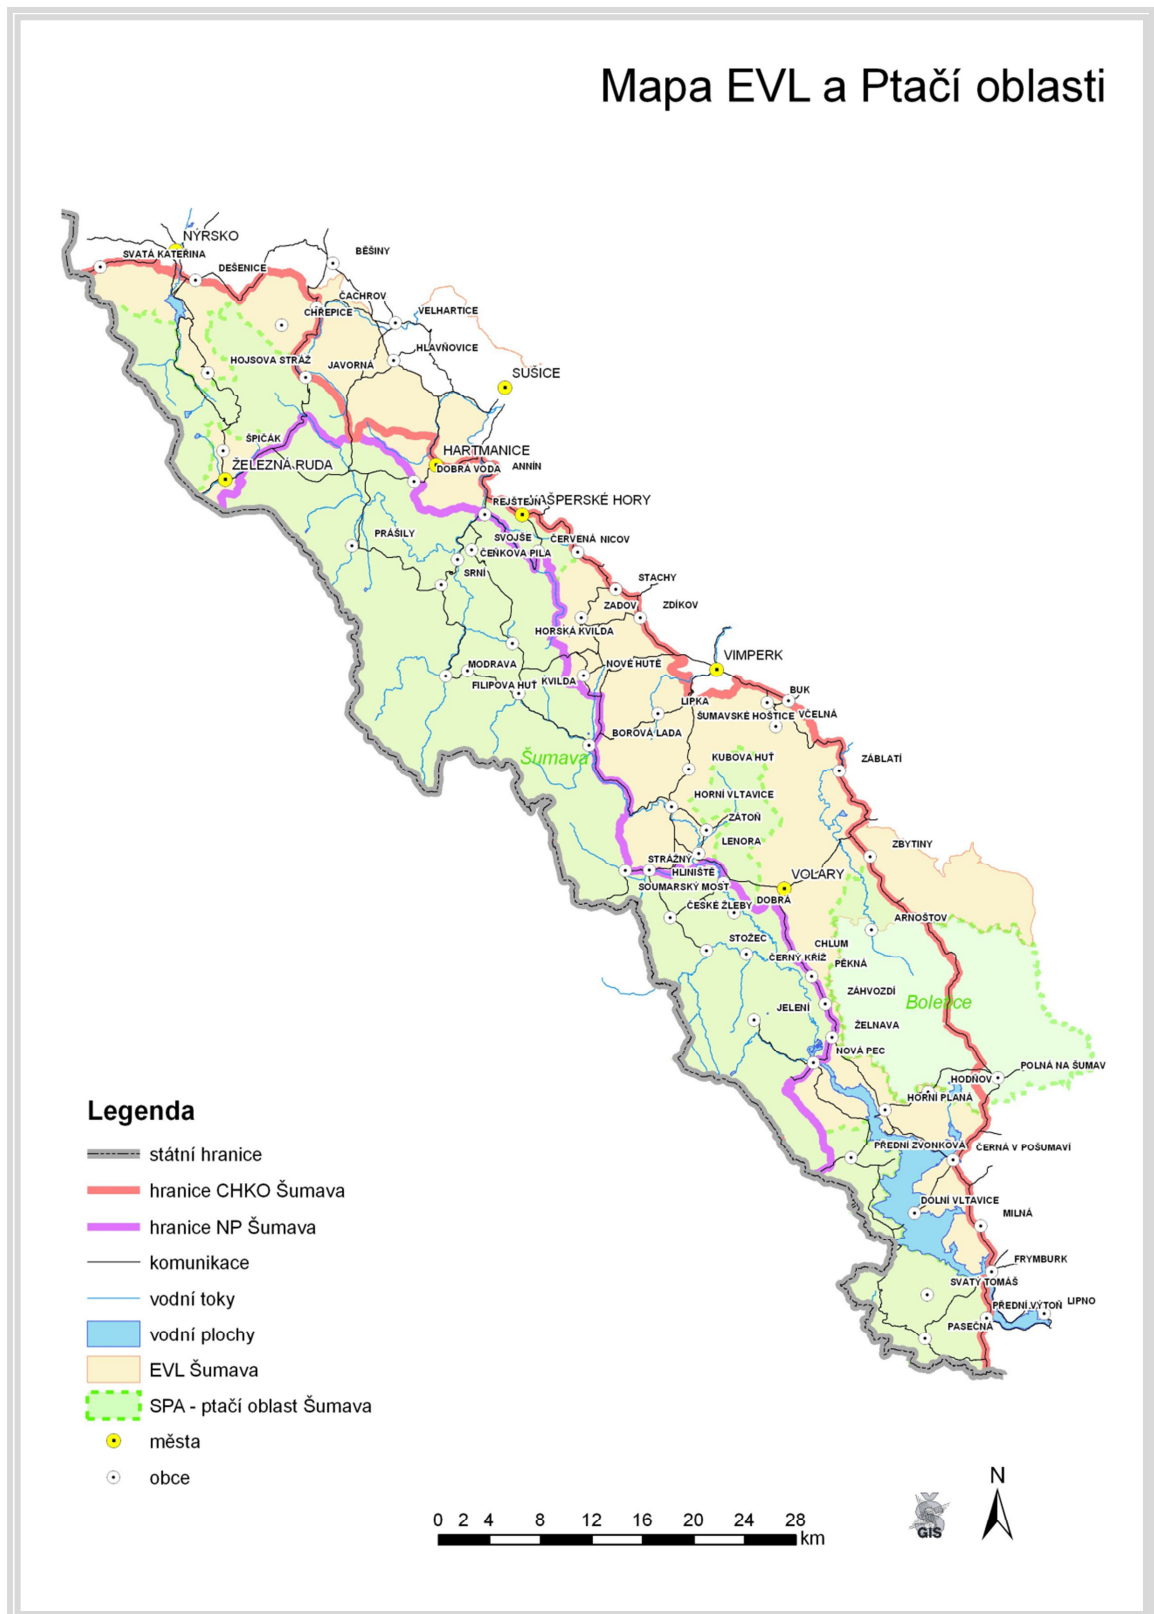 Mapa EVL a Ptačí oblasti
NÝRSKO
SVATÁ KATEŘINA
DEŠENICE
BĚŠINY
ČACHROV
CHŘEPICE
VELHARTICE
HLAVŇOVICE
HOJSOVA STRÁŽ
JAVORNÁ
SUŠICE
ŠPIČÁK
ŽELEZNÁ RUDA
HARTMANICE
DOBRÁ VODA
ANNÍN
REJŠTEJN
KAŠPERSKÉ HORY
PRÁŠILY
SVOJŠE
ČERVENÁ
NICOV
ČEŇKOVA PILA
SRNÍ
STACHY
ZADOV
ZDÍKOV
HORSKÁ KVILDA
VIMPERK
MODRAVA
NOVÉ HUTĚ
FILIPOVA HUŤ
KVILDA
BUK
LIPKA
ŠUMAVSKÉ HOŠTICE
VČELNÁ
BOROVÁ LADA
Šumava
KUBOVA HUŤ
ZÁBLATÍ
HORNÍ VLTAVICE
ZÁTOŇ
LENORA
ZBYTINY
STRÁŽNÝ
HLINIŠTĚ
VOLARY
SOUMARSKÝ MOST
DOBRÁ
ČESKÉ ŽLEBY
ARNOŠTOV
STOŽEC
CHLUM
ČERNÝ KŘÍŽ
PĚKNÁ
ZÁHVOZDÍ
Boletice
JELENÍ
ŽELNAVA
NOVÁ PEC
POLNÁ NA ŠUMAV
HODŇOV
HORNÍ PLANÁ
PŘEDNÍ ZVONKOVÁ
ČERNÁ V POŠUMAVÍ
DOLNÍ VLTAVICE
MILNÁ
FRYMBURK
SVATÝ TOMÁŠ
PŘEDNÍ VÝTOŇ
LIPNO
PASEČNÁ
Legenda
státní hranice
hranice CHKO Šumava
hranice NP Šumava
komunikace
vodní toky
vodní plochy
EVL Šumava
SPA - ptačí oblast Šumava
města
obce
0 2 4 8 12 16 20 24 28
km
N
GIS